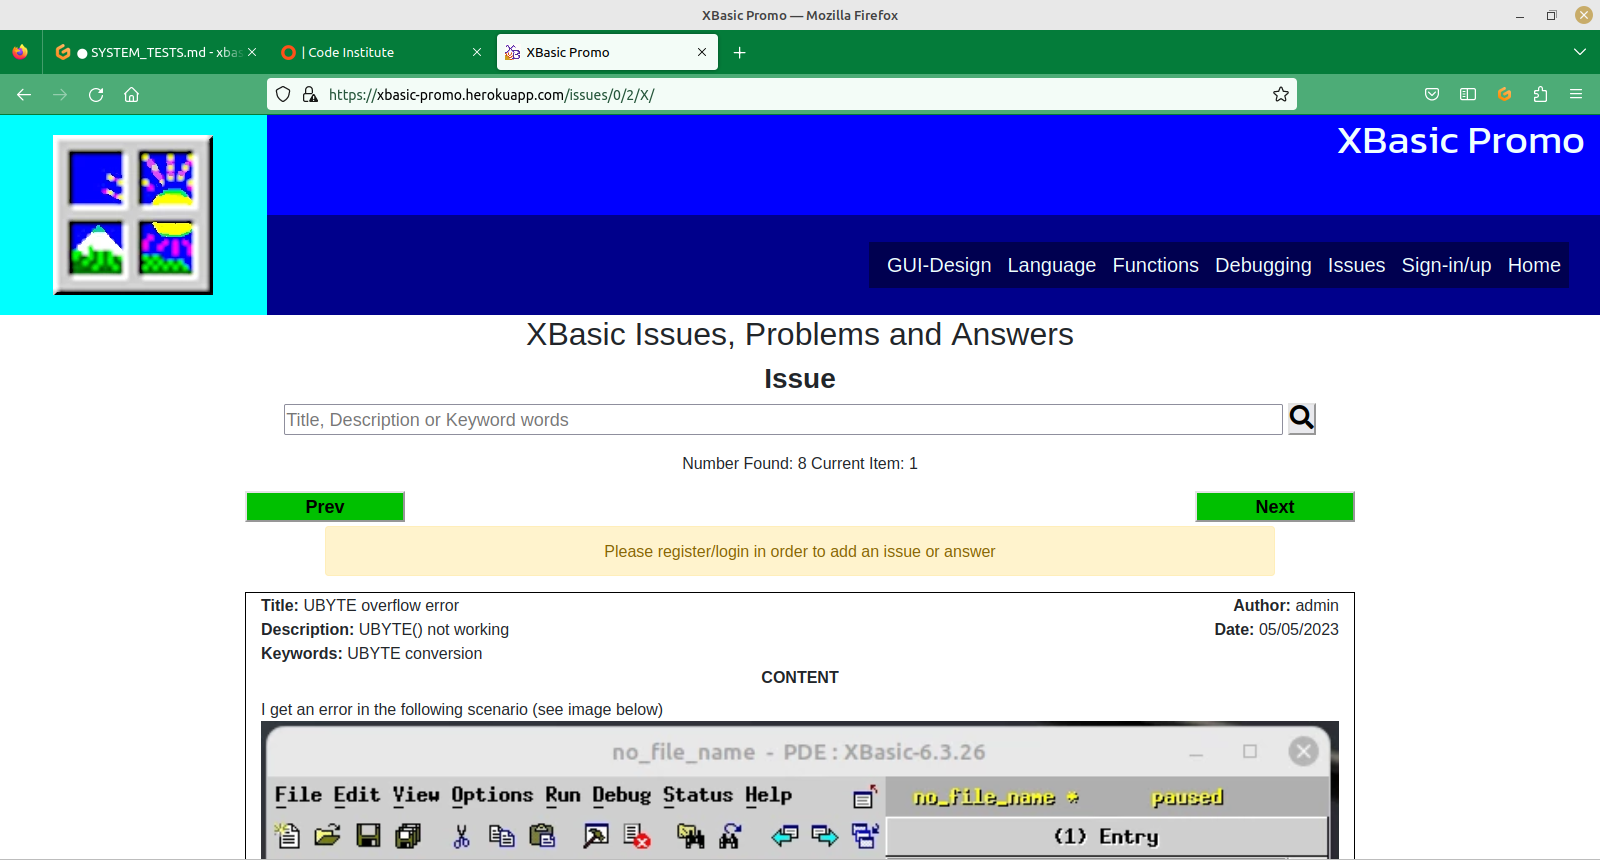 XBasic Promo — Mozilla Firefox
SYSTEM_TESTS.md - xbas
| Code Institute
XBasic Promo
https://xbasic-promo.herokuapp.com/issues/0/2/X/
XBasic Promo
GUI-Design Language Functions Debugging Issues Sign-in/up Home
XBasic Issues, Problems and Answers
Issue
Title, Description or Keyword words
Number Found: 8 Current Item: 1
Prev Next
Please register/login in order to add an issue or answer
Title: UBYTE overflow error Author: admin
Description: UBYTE() not working Date: 05/05/2023
Keywords: UBYTE conversion
CONTENT
I get an error in the following scenario (see image below)
no_file_name - PDE : XBasic-6.3.26
File Edit View Options Run Debug Status Help no_file_name * paused
(1) Entry